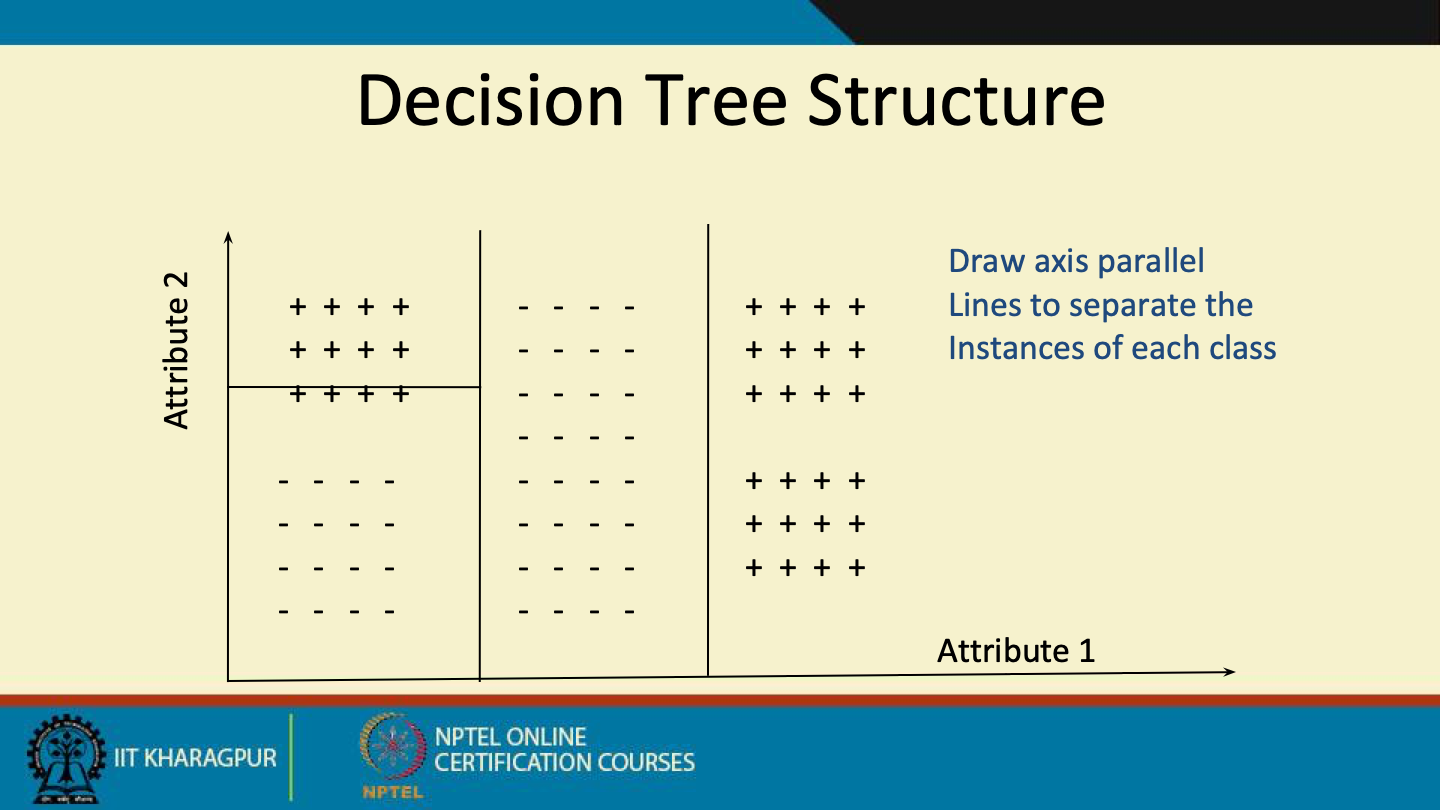 Decision Tree Structure
Attribute 2
+ + + + - - - - + + + +
+ + + + - - - - + + + +
+ + + + - - - - + + + +
- - - -
- - - - - - - - + + + +
- - - - - - - - + + + +
- - - - - - - - + + + +
- - - - - - - -
Draw axis parallel
Lines to separate the
Instances of each class
Attribute 1
IIT KHARAGPUR
NPTEL
NPTEL ONLINE
CERTIFICATION COURSES